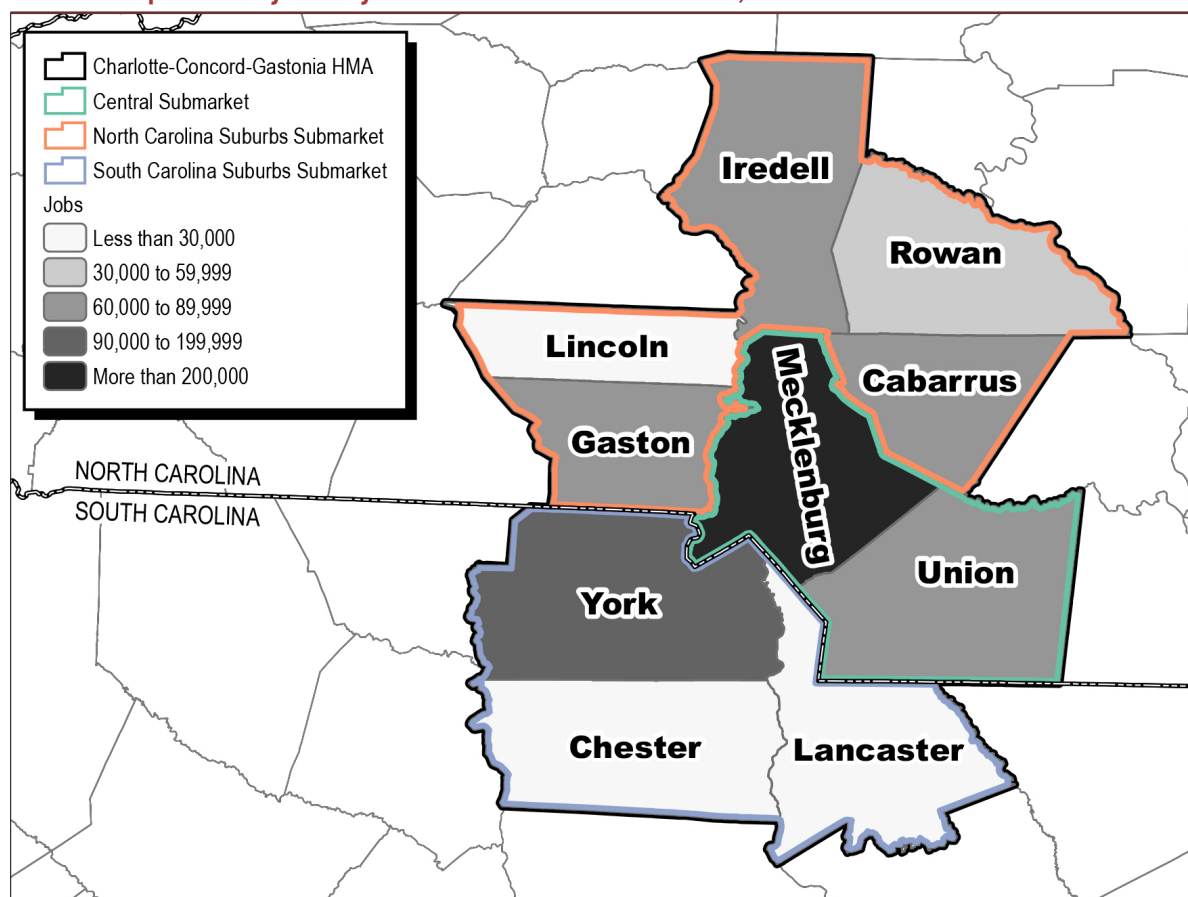 Charlotte-Concord-Gastonia HMA
Central Submarket
North Carolina Suburbs Submarket
South Carolina Suburbs Submarket
Jobs
Less than 30,000
30,000 to 59,999
60,000 to 89,999
90,000 to 199,999
More than 200,000
Iredell
Rowan
Lincoln
Mecklenburg
Cabarrus
Gaston
NORTH CAROLINA
SOUTH CAROLINA
Union
York
Chester
Lancaster